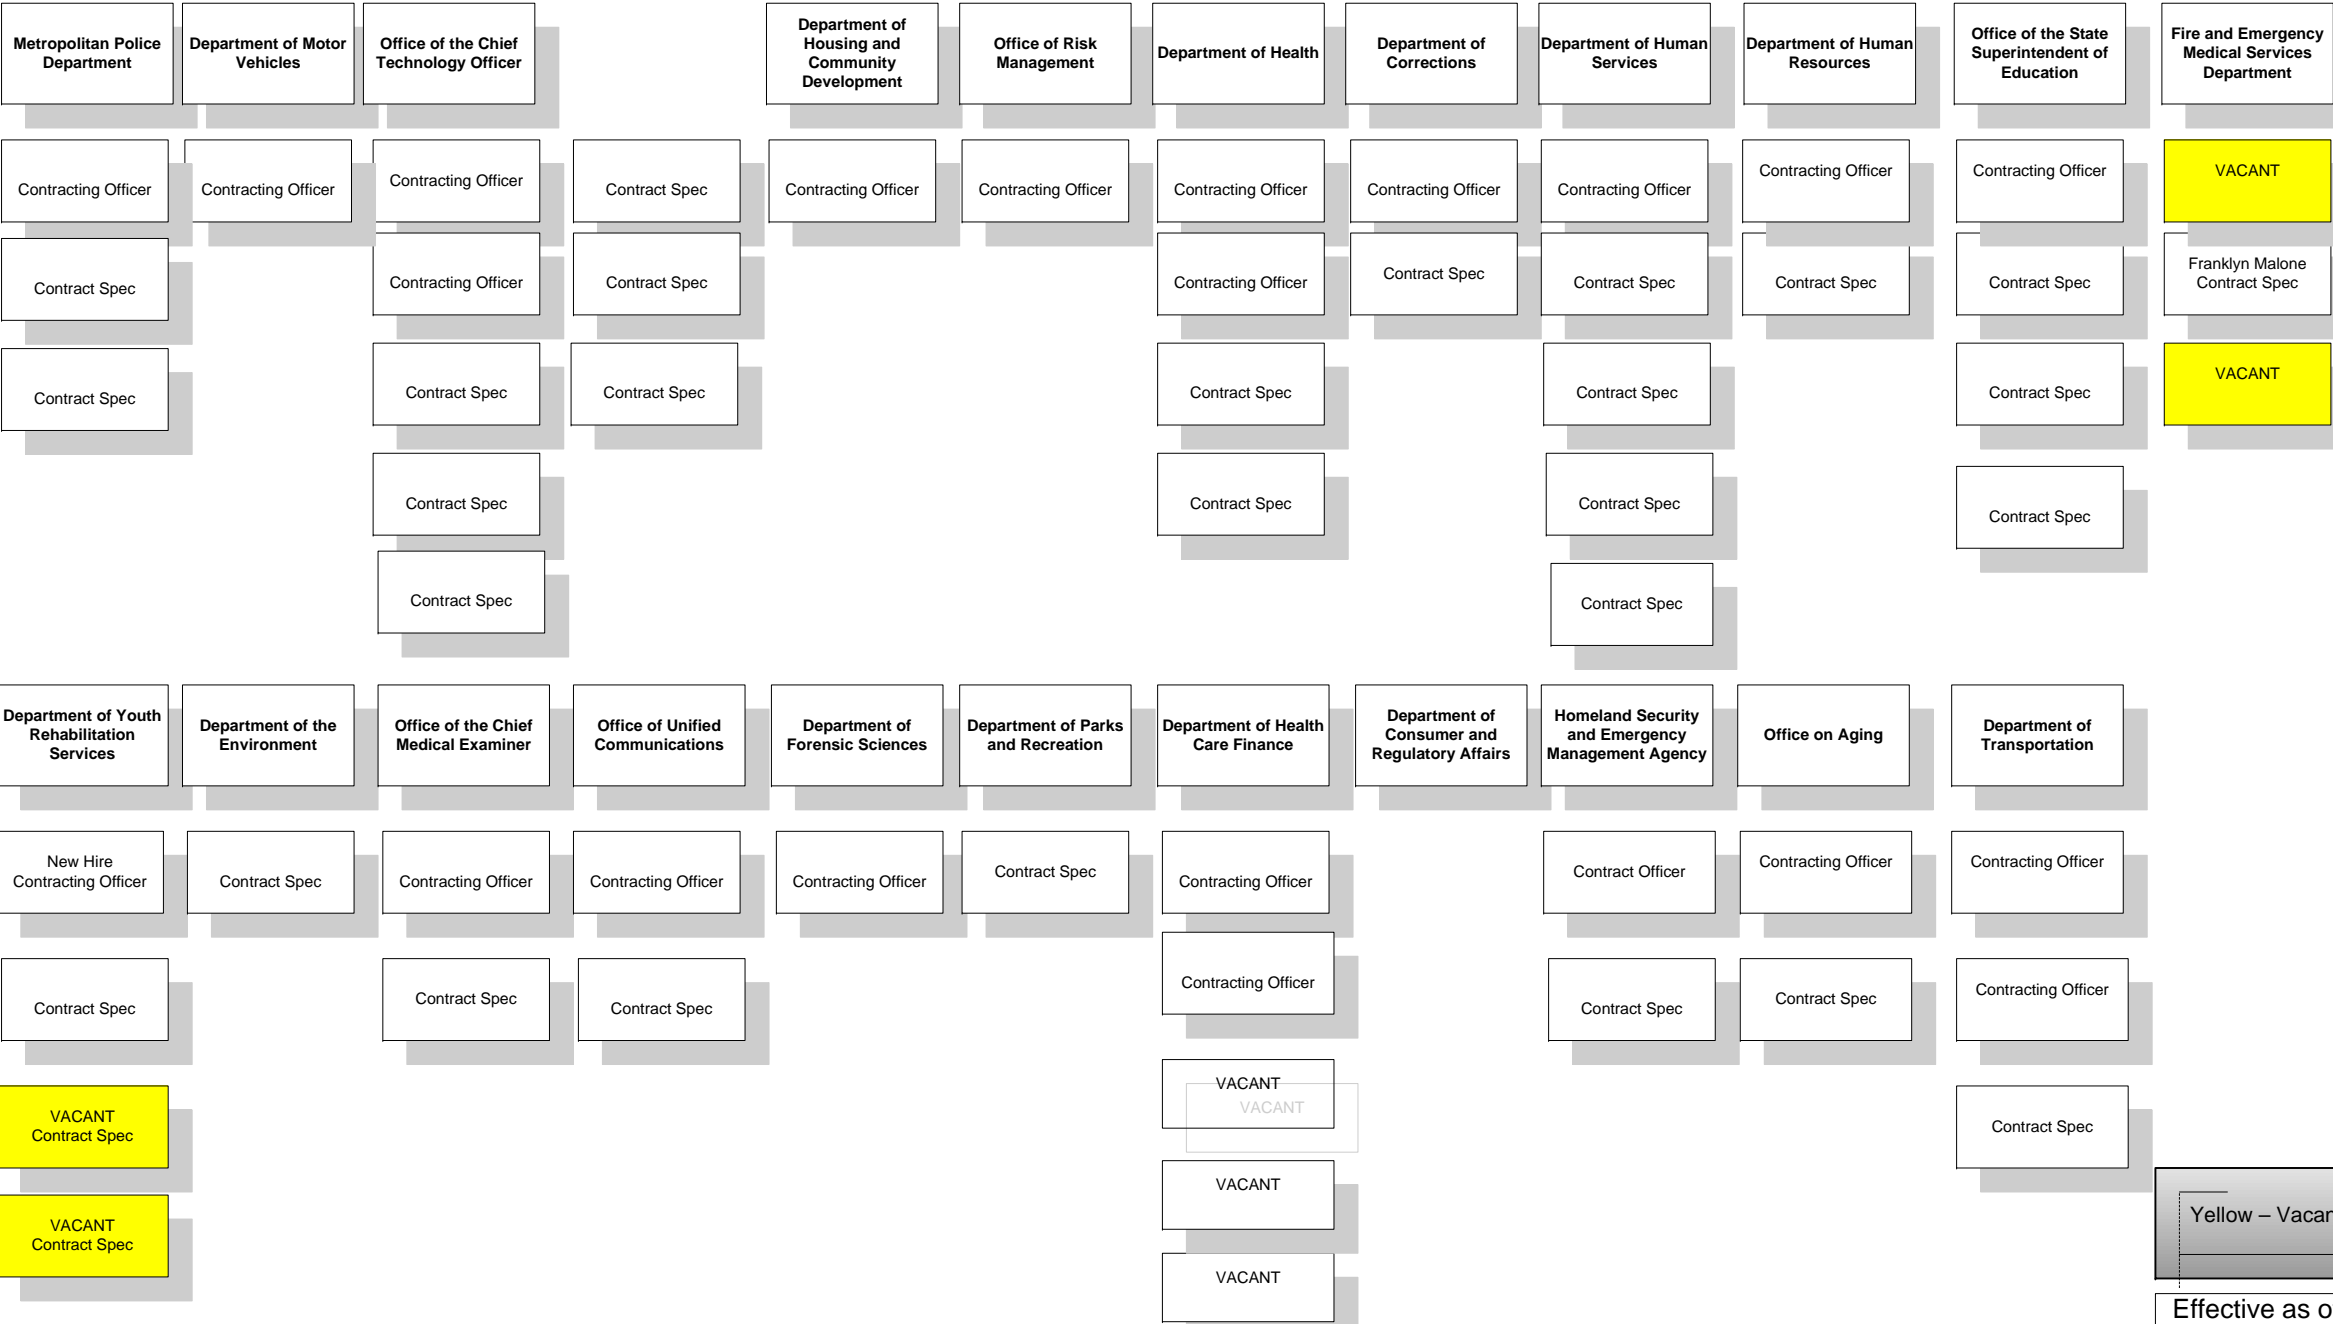 Metropolitan Police
Department
Department of Motor
Vehicles
Office of the Chief
Technology Officer
Department of
Housing and
Community
Development
Office of Risk
Management
Department of Health
Department of
Corrections
Department of Human
Services
Department of Human
Resources
Office of the State
Superintendent of
Education
Fire and Emergency
Medical Services
Department
Contracting Officer
Contracting Officer
Contracting Officer
Contract Spec
Contracting Officer
Contracting Officer
Contracting Officer
Contracting Officer
Contracting Officer
Contracting Officer
Contracting Officer
VACANT
Contract Spec
Contracting Officer
Contract Spec
Contracting Officer
Contract Spec
Contract Spec
Contract Spec
Contract Spec
Franklyn Malone
Contract Spec
Contract Spec
Contract Spec
Contract Spec
Contract Spec
Contract Spec
Contract Spec
VACANT
Contract Spec
Contract Spec
Contract Spec
Contract Spec
Contract Spec
Contract Spec
Department of Youth
Rehabilitation
Services
Department of the
Environment
Office of the Chief
Medical Examiner
Office of Unified
Communications
Department of
Forensic Sciences
Department of Parks
and Recreation
Department of Health
Care Finance
Department of
Consumer and
Regulatory Affairs
Homeland Security
and Emergency
Management Agency
Office on Aging
Department of
Transportation
New Hire
Contracting Officer
Contract Spec
Contracting Officer
Contracting Officer
Contracting Officer
Contract Spec
Contracting Officer
Contract Officer
Contracting Officer
Contracting Officer
Contract Spec
Contract Spec
Contract Spec
Contracting Officer
Contract Spec
Contract Spec
Contracting Officer
VACANT
Contract Spec
VACANT
VACANT
Contract Spec
VACANT
Contract Spec
VACANT
VACANT
Yellow – Vacan
Effective as o